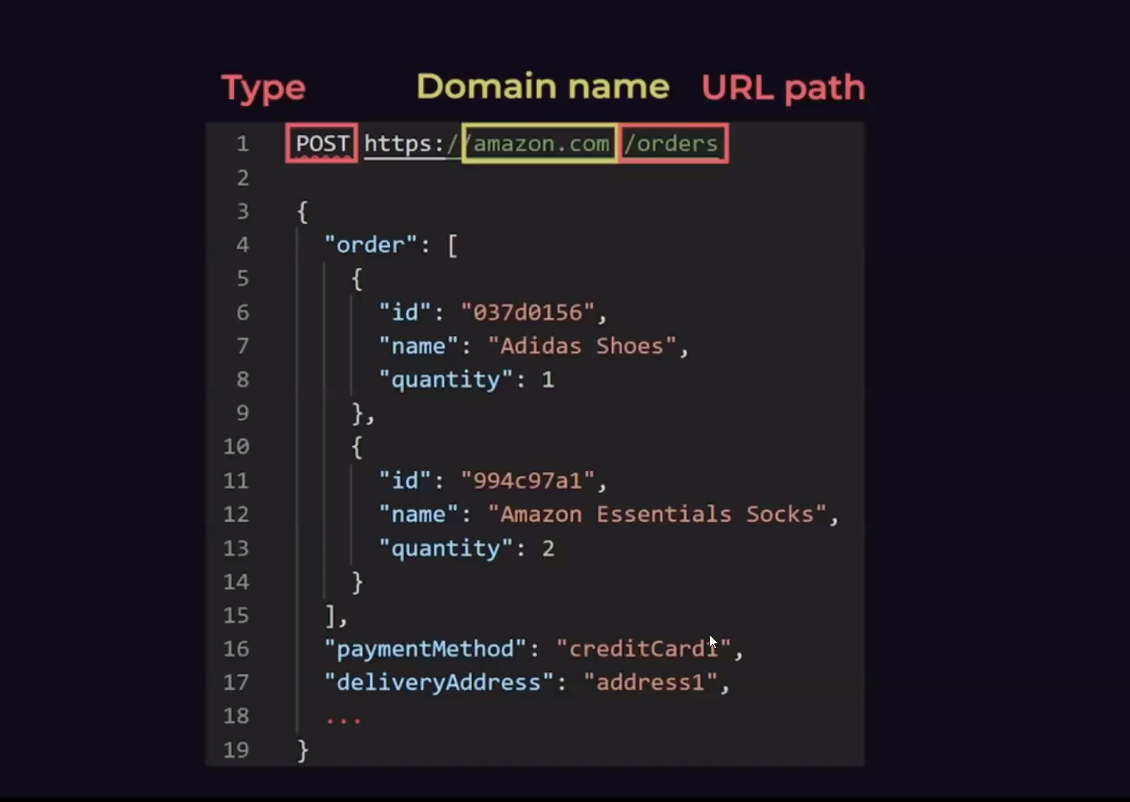 Type Domain name URL path
1 POST https://amazon.com/orders
2
3 {
4 "order": [
5 {
6 "id": "037d0156",
7 "name": "Adidas Shoes",
8 "quantity": 1
9 },
10 {
11 "id": "994c97a1",
12 "name": "Amazon Essentials Socks",
13 "quantity": 2
14 }
15 ],
16 "paymentMethod": "creditCard1",
17 "deliveryAddress": "address1",
18 ...
19 }